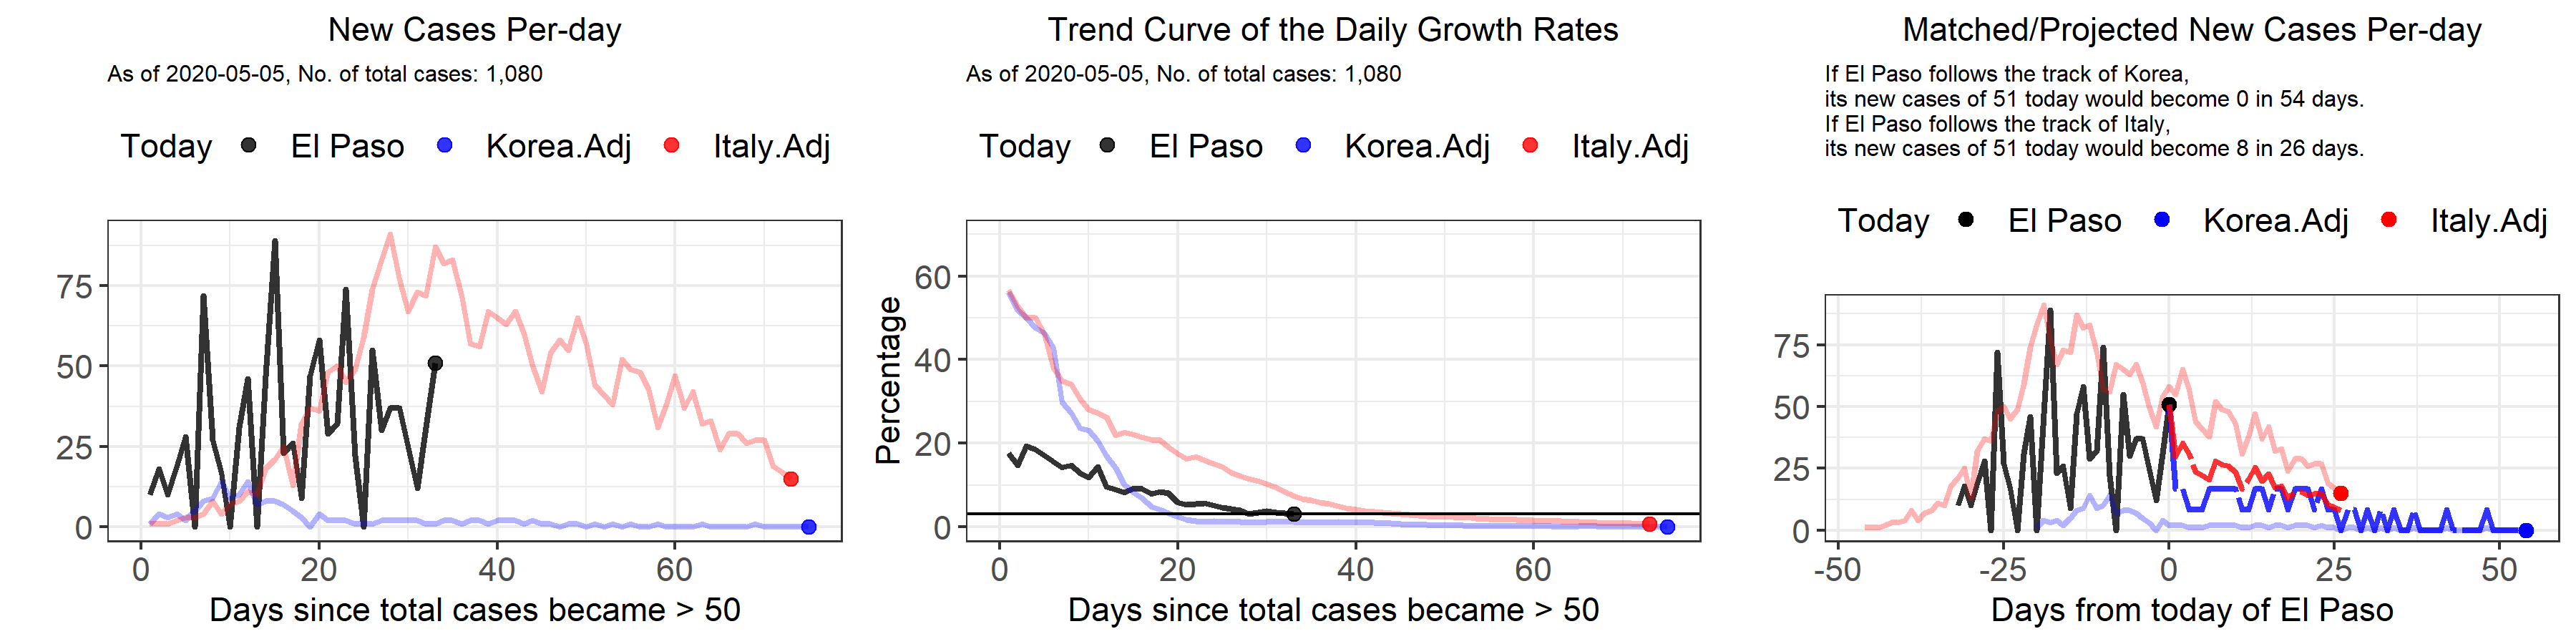 New Cases Per-day
As of 2020-05-05, No. of total cases: 1,080
Today El Paso Korea.Adj Italy.Adj
75
50
25
0
0 20 40 60
Days since total cases became > 50
Trend Curve of the Daily Growth Rates
As of 2020-05-05, No. of total cases: 1,080
Today El Paso Korea.Adj Italy.Adj
Percentage
60
40
20
0
0 20 40 60
Days since total cases became > 50
Matched/Projected New Cases Per-day
If El Paso follows the track of Korea,
its new cases of 51 today would become 0 in 54 days.
If El Paso follows the track of Italy,
its new cases of 51 today would become 8 in 26 days.
Today El Paso Korea.Adj Italy.Adj
75
50
25
0
-50 -25 0 25 50
Days from today of El Paso